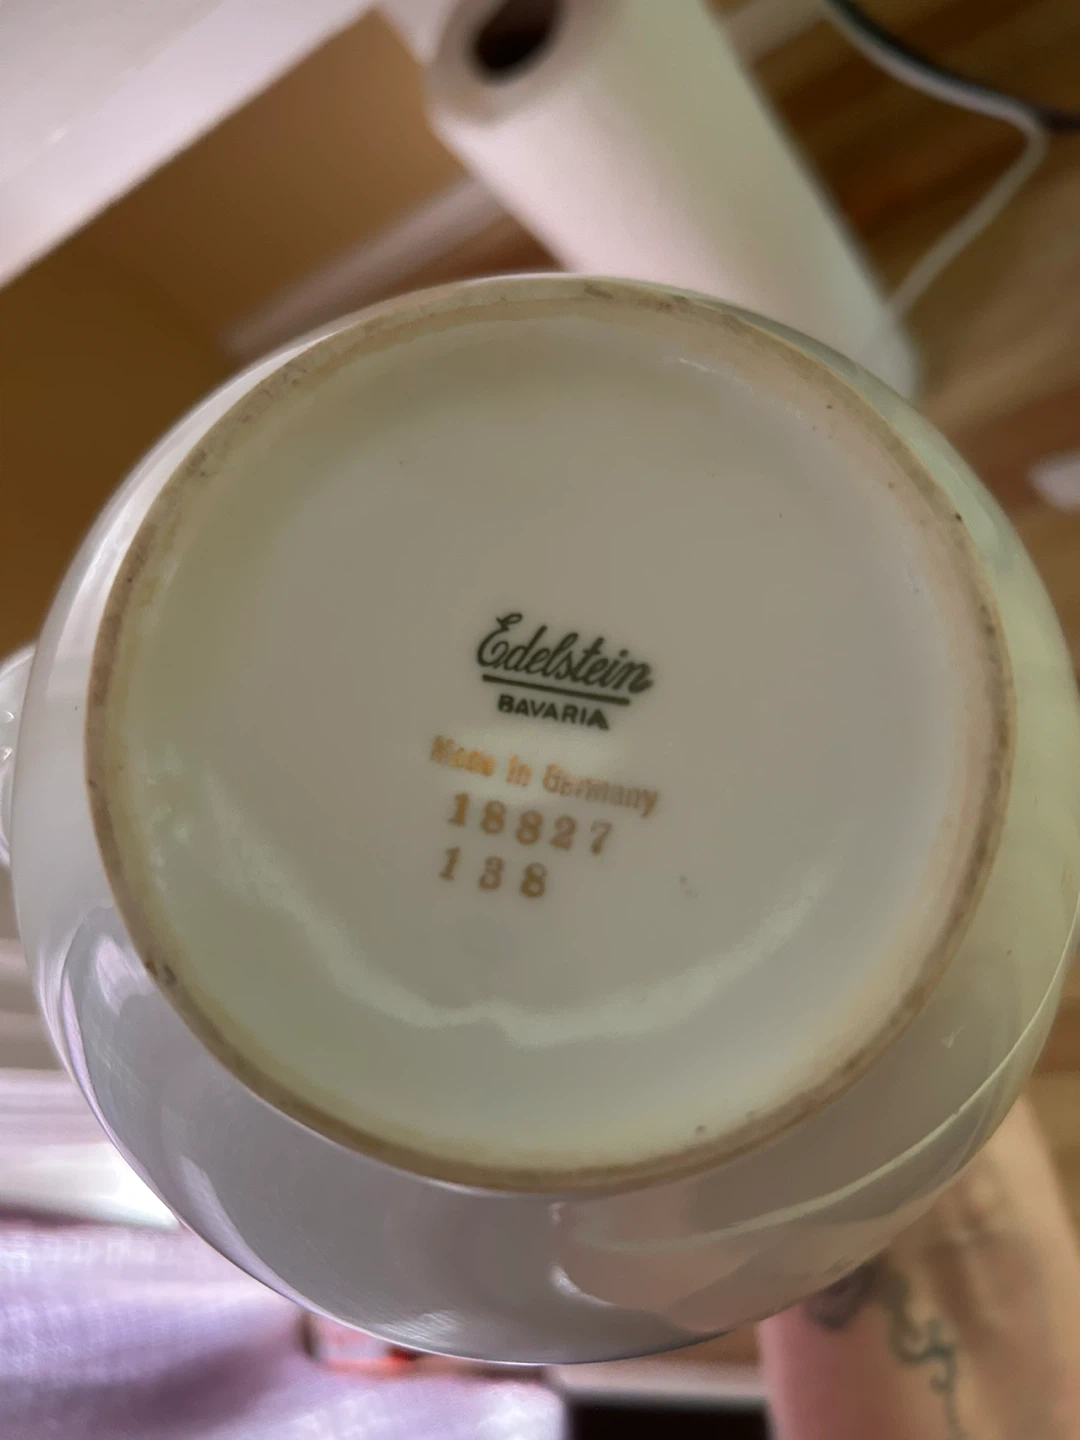 Edelstein
BAVARIA
Made in Germany
18827
138